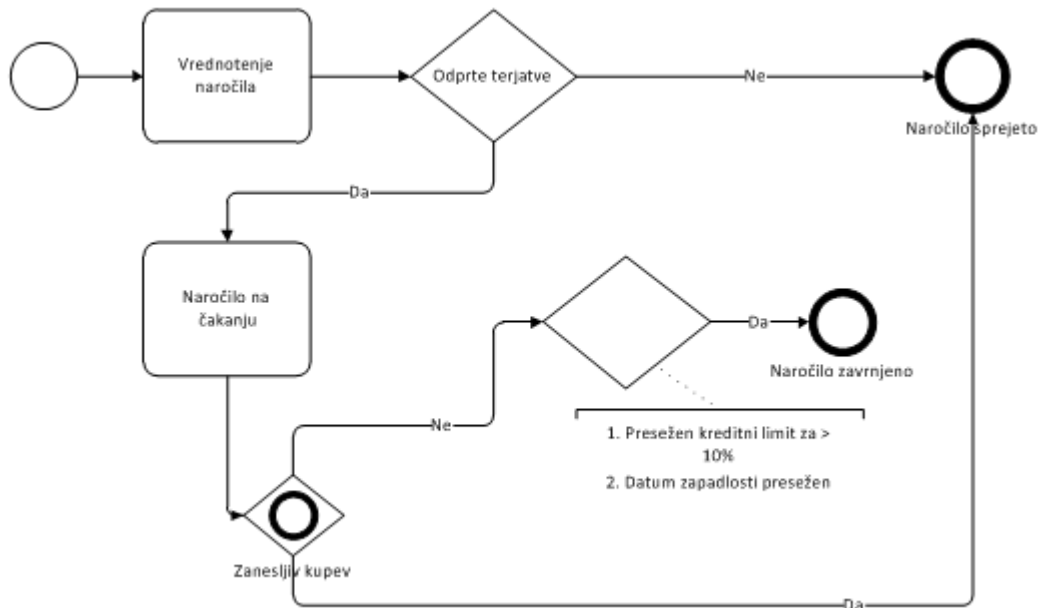 Vrednotenje
naročila
Odprte terjatve
Ne
Naročilo sprejeto
Da
Naročilo na
čakanju
Da
Naročilo zavrnjeno
Ne
1. Presežen kreditni limit za >
10%
2. Datum zapadlosti presežen
Zanesljiv kupev
Da